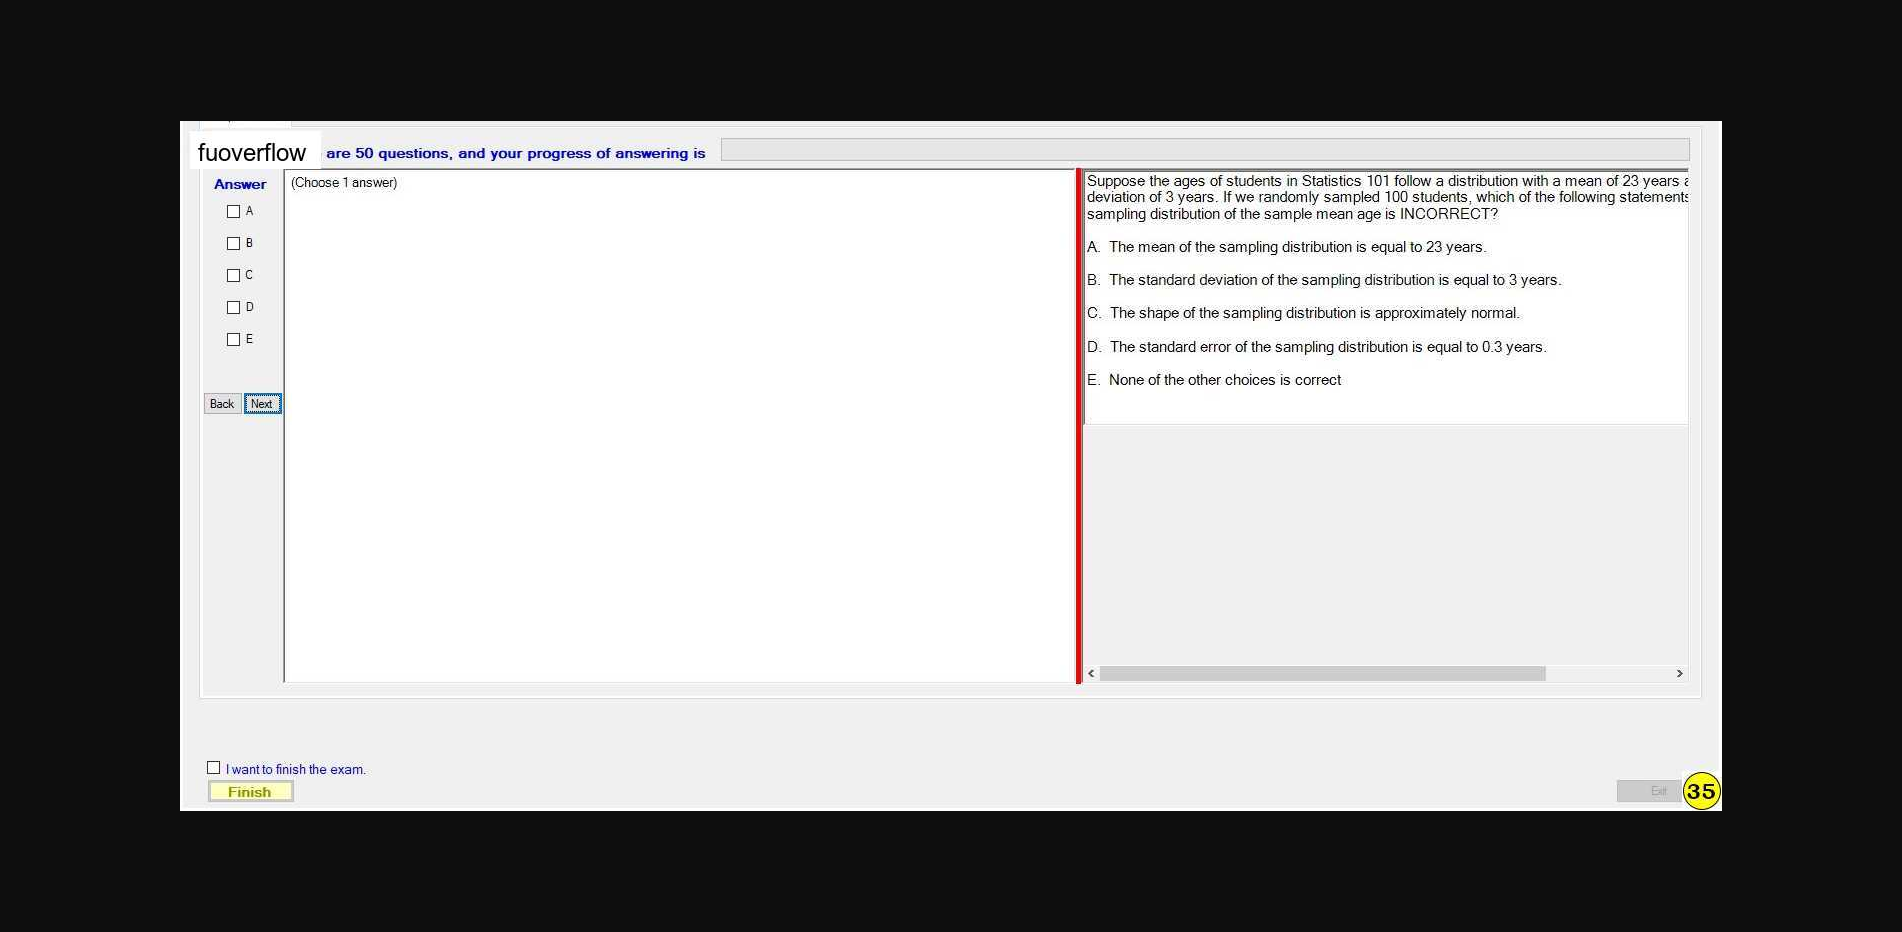 fuoverflow are 50 questions, and your progress of answering is
Answer
(Choose 1 answer)
A
B
C
D
E
Back Next
Suppose the ages of students in Statistics 101 follow a distribution with a mean of 23 years
deviation of 3 years. If we randomly sampled 100 students, which of the following statements
sampling distribution of the sample mean age is INCORRECT?
A. The mean of the sampling distribution is equal to 23 years.
B. The standard deviation of the sampling distribution is equal to 3 years.
C. The shape of the sampling distribution is approximately normal.
D. The standard error of the sampling distribution is equal to 0.3 years.
E. None of the other choices is correct
I want to finish the exam.
Finish
Exit
35